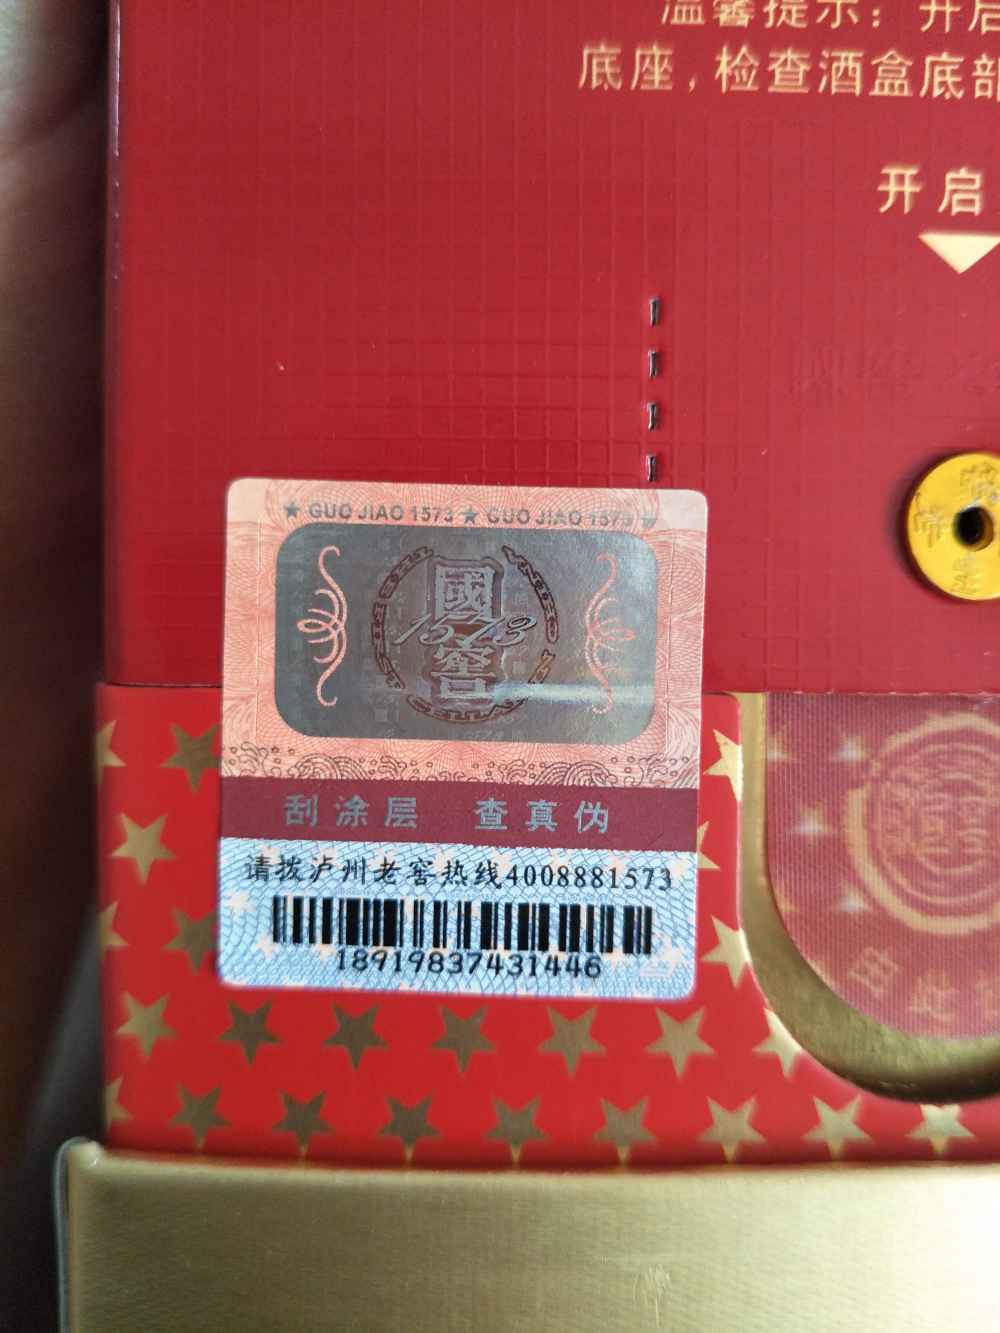 温馨提示：开启
底座，检查酒盒底部
开启
★ GUO JIAO 1573 ★ GUO JIAO 1573 ★
國
1573
窖
刮涂层 查真伪
请拨泸州老窖热线4008881573
18919837431446